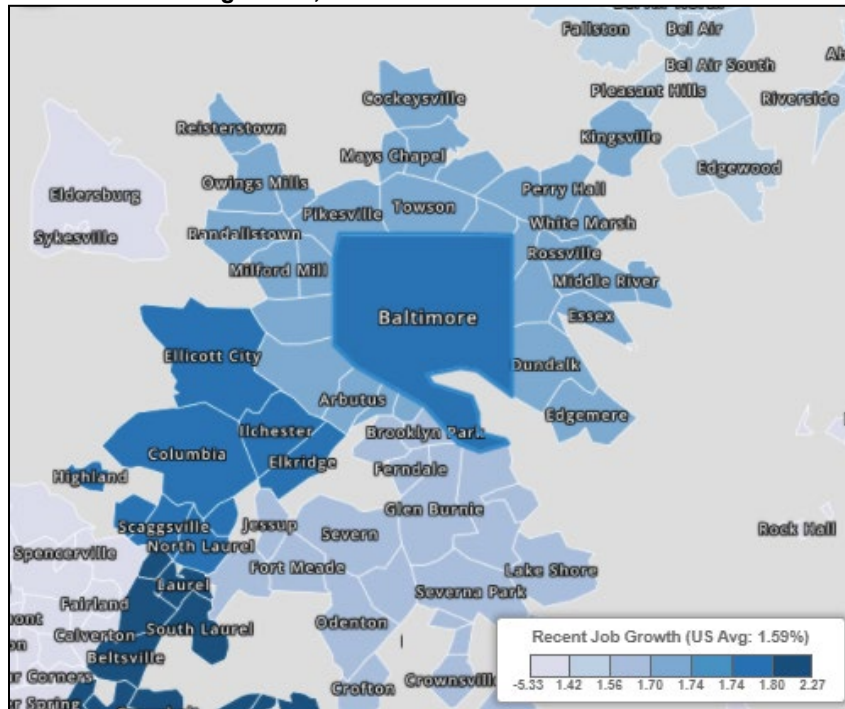 Fallston
Bel Air
Bel Air South
Cockeysville
Pleasant Hills
Riverside
Reisterstown
Kingsville
Mays Chapel
Edgewood
Owings Mills
Perry Hall
Eldersburg
Pikesville
Towson
White Marsh
Randallstown
Sykesville
Rossville
Milford Mill
Middle River
Baltimore
Essex
Ellicott City
Dundalk
Arbutus
Edgemere
Ilchester
Brooklyn Park
Columbia
Elkridge
Ferndale
Highland
Glen Burnie
Scaggsville
Jessup
Severn
Rock Hall
North Laurel
Spencerville
Fort Meade
Lake Shore
Laurel
Severna Park
Fairland
Odenton
South Laurel
Calverton
Beltsville
Crofton
Crownsville
Recent Job Growth (US Avg: 1.59%)
-5.33 1.42 1.56 1.70 1.74 1.74 1.80 2.27